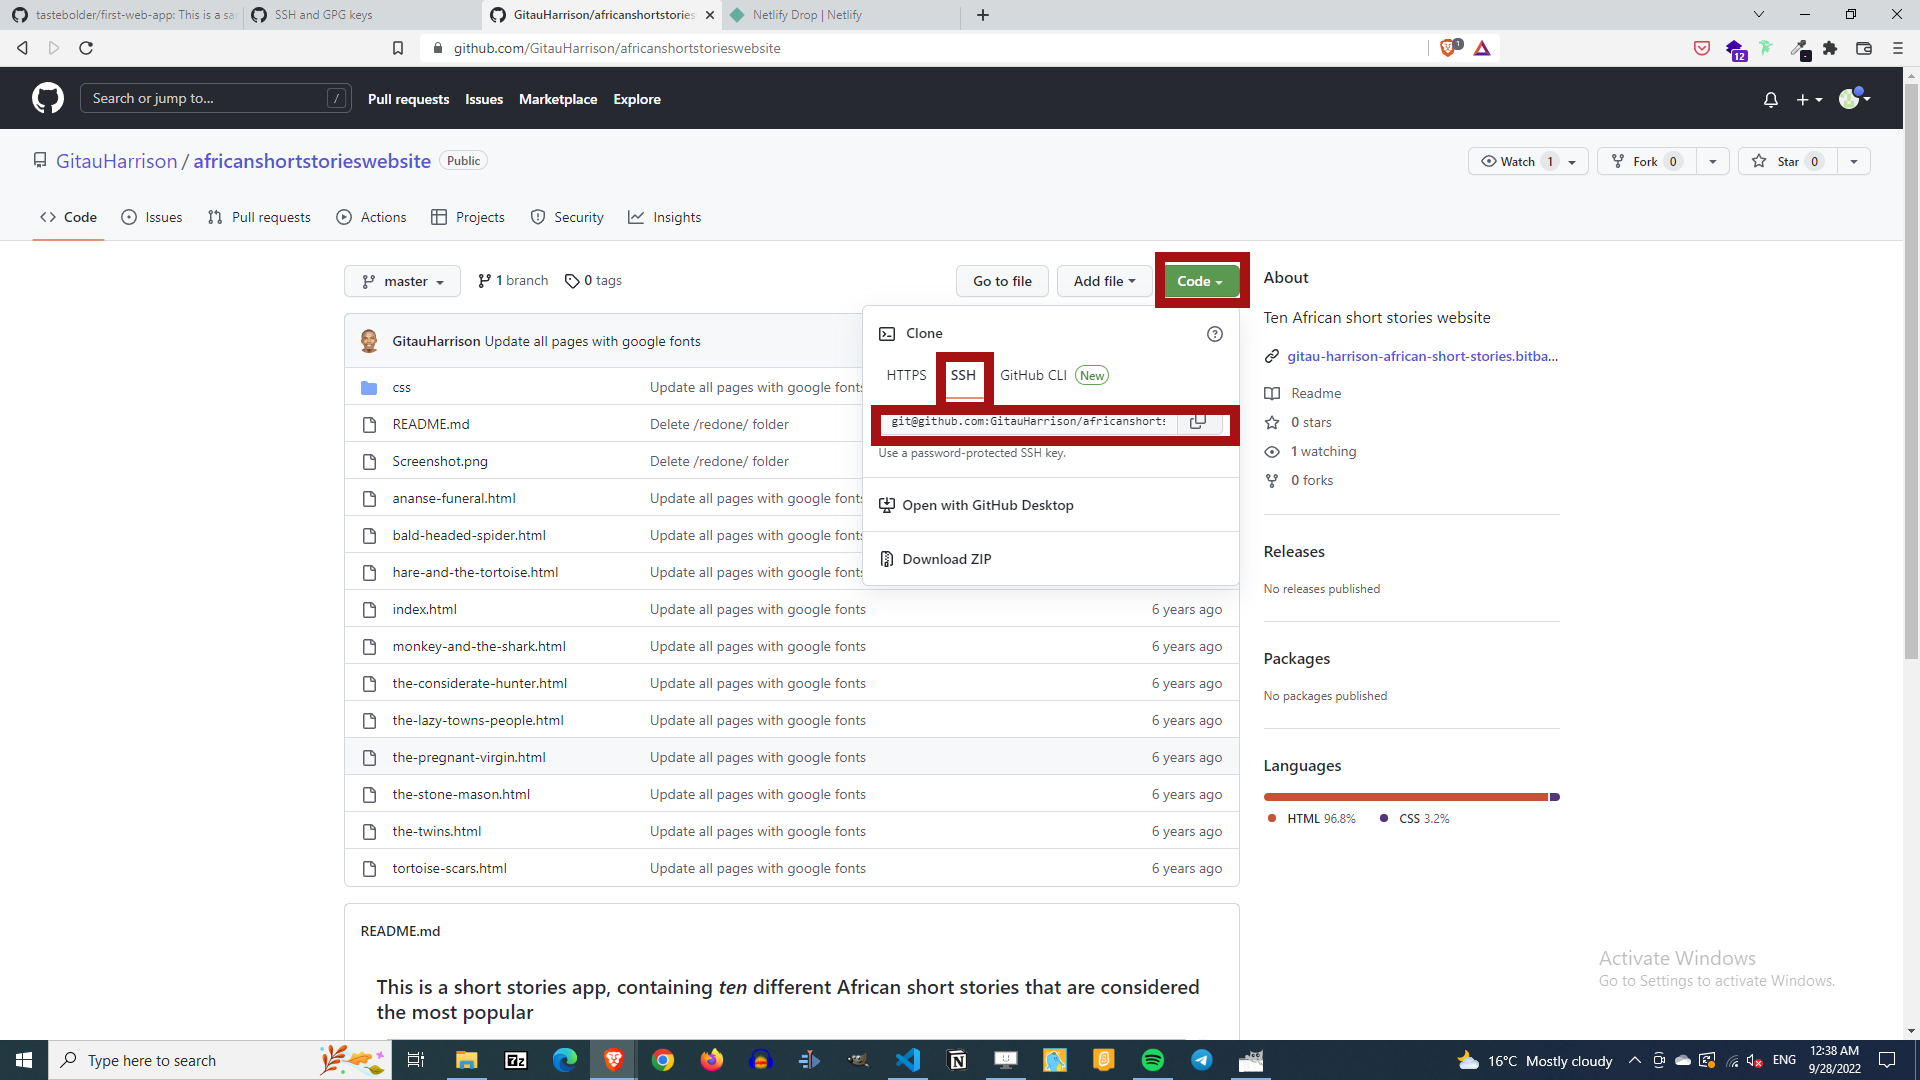 tastebolder/first-web-app: This is a sa
SSH and GPG keys
GitauHarrison/africanshortstories
Netlify Drop | Netlify
github.com/GitauHarrison/africanshortstorieswebsite
1
12
Search or jump to...
/
Pull requests
Issues
Marketplace
Explore
GitauHarrison / africanshortstorieswebsite
Public
Watch 1
Fork 0
Star 0
Code
Issues
Pull requests
Actions
Projects
Security
Insights
master
1 branch
0 tags
Go to file
Add file
Code
GitauHarrison Update all pages with google fonts
Clone
HTTPS
SSH
GitHub CLI
New
git@github.com:GitauHarrison/africanshorts
Use a password-protected SSH key.
Open with GitHub Desktop
Download ZIP
css Update all pages with google fonts
README.md Delete /redone/ folder
Screenshot.png Delete /redone/ folder
ananse-funeral.html Update all pages with google fonts
bald-headed-spider.html Update all pages with google fonts
hare-and-the-tortoise.html Update all pages with google fonts
index.html Update all pages with google fonts 6 years ago
monkey-and-the-shark.html Update all pages with google fonts 6 years ago
the-considerate-hunter.html Update all pages with google fonts 6 years ago
the-lazy-towns-people.html Update all pages with google fonts 6 years ago
the-pregnant-virgin.html Update all pages with google fonts 6 years ago
the-stone-mason.html Update all pages with google fonts 6 years ago
the-twins.html Update all pages with google fonts 6 years ago
tortoise-scars.html Update all pages with google fonts 6 years ago
README.md
This is a short stories app, containing ten different African short stories that are considered
the most popular
About
Ten African short stories website
gitau-harrison-african-short-stories.bitba...
Readme
0 stars
1 watching
0 forks
Releases
No releases published
Packages
No packages published
Languages
HTML 96.8%
CSS 3.2%
Activate Windows
Go to Settings to activate Windows.
Type here to search
7z
16°C Mostly cloudy
ENG
12:38 AM
9/28/2022